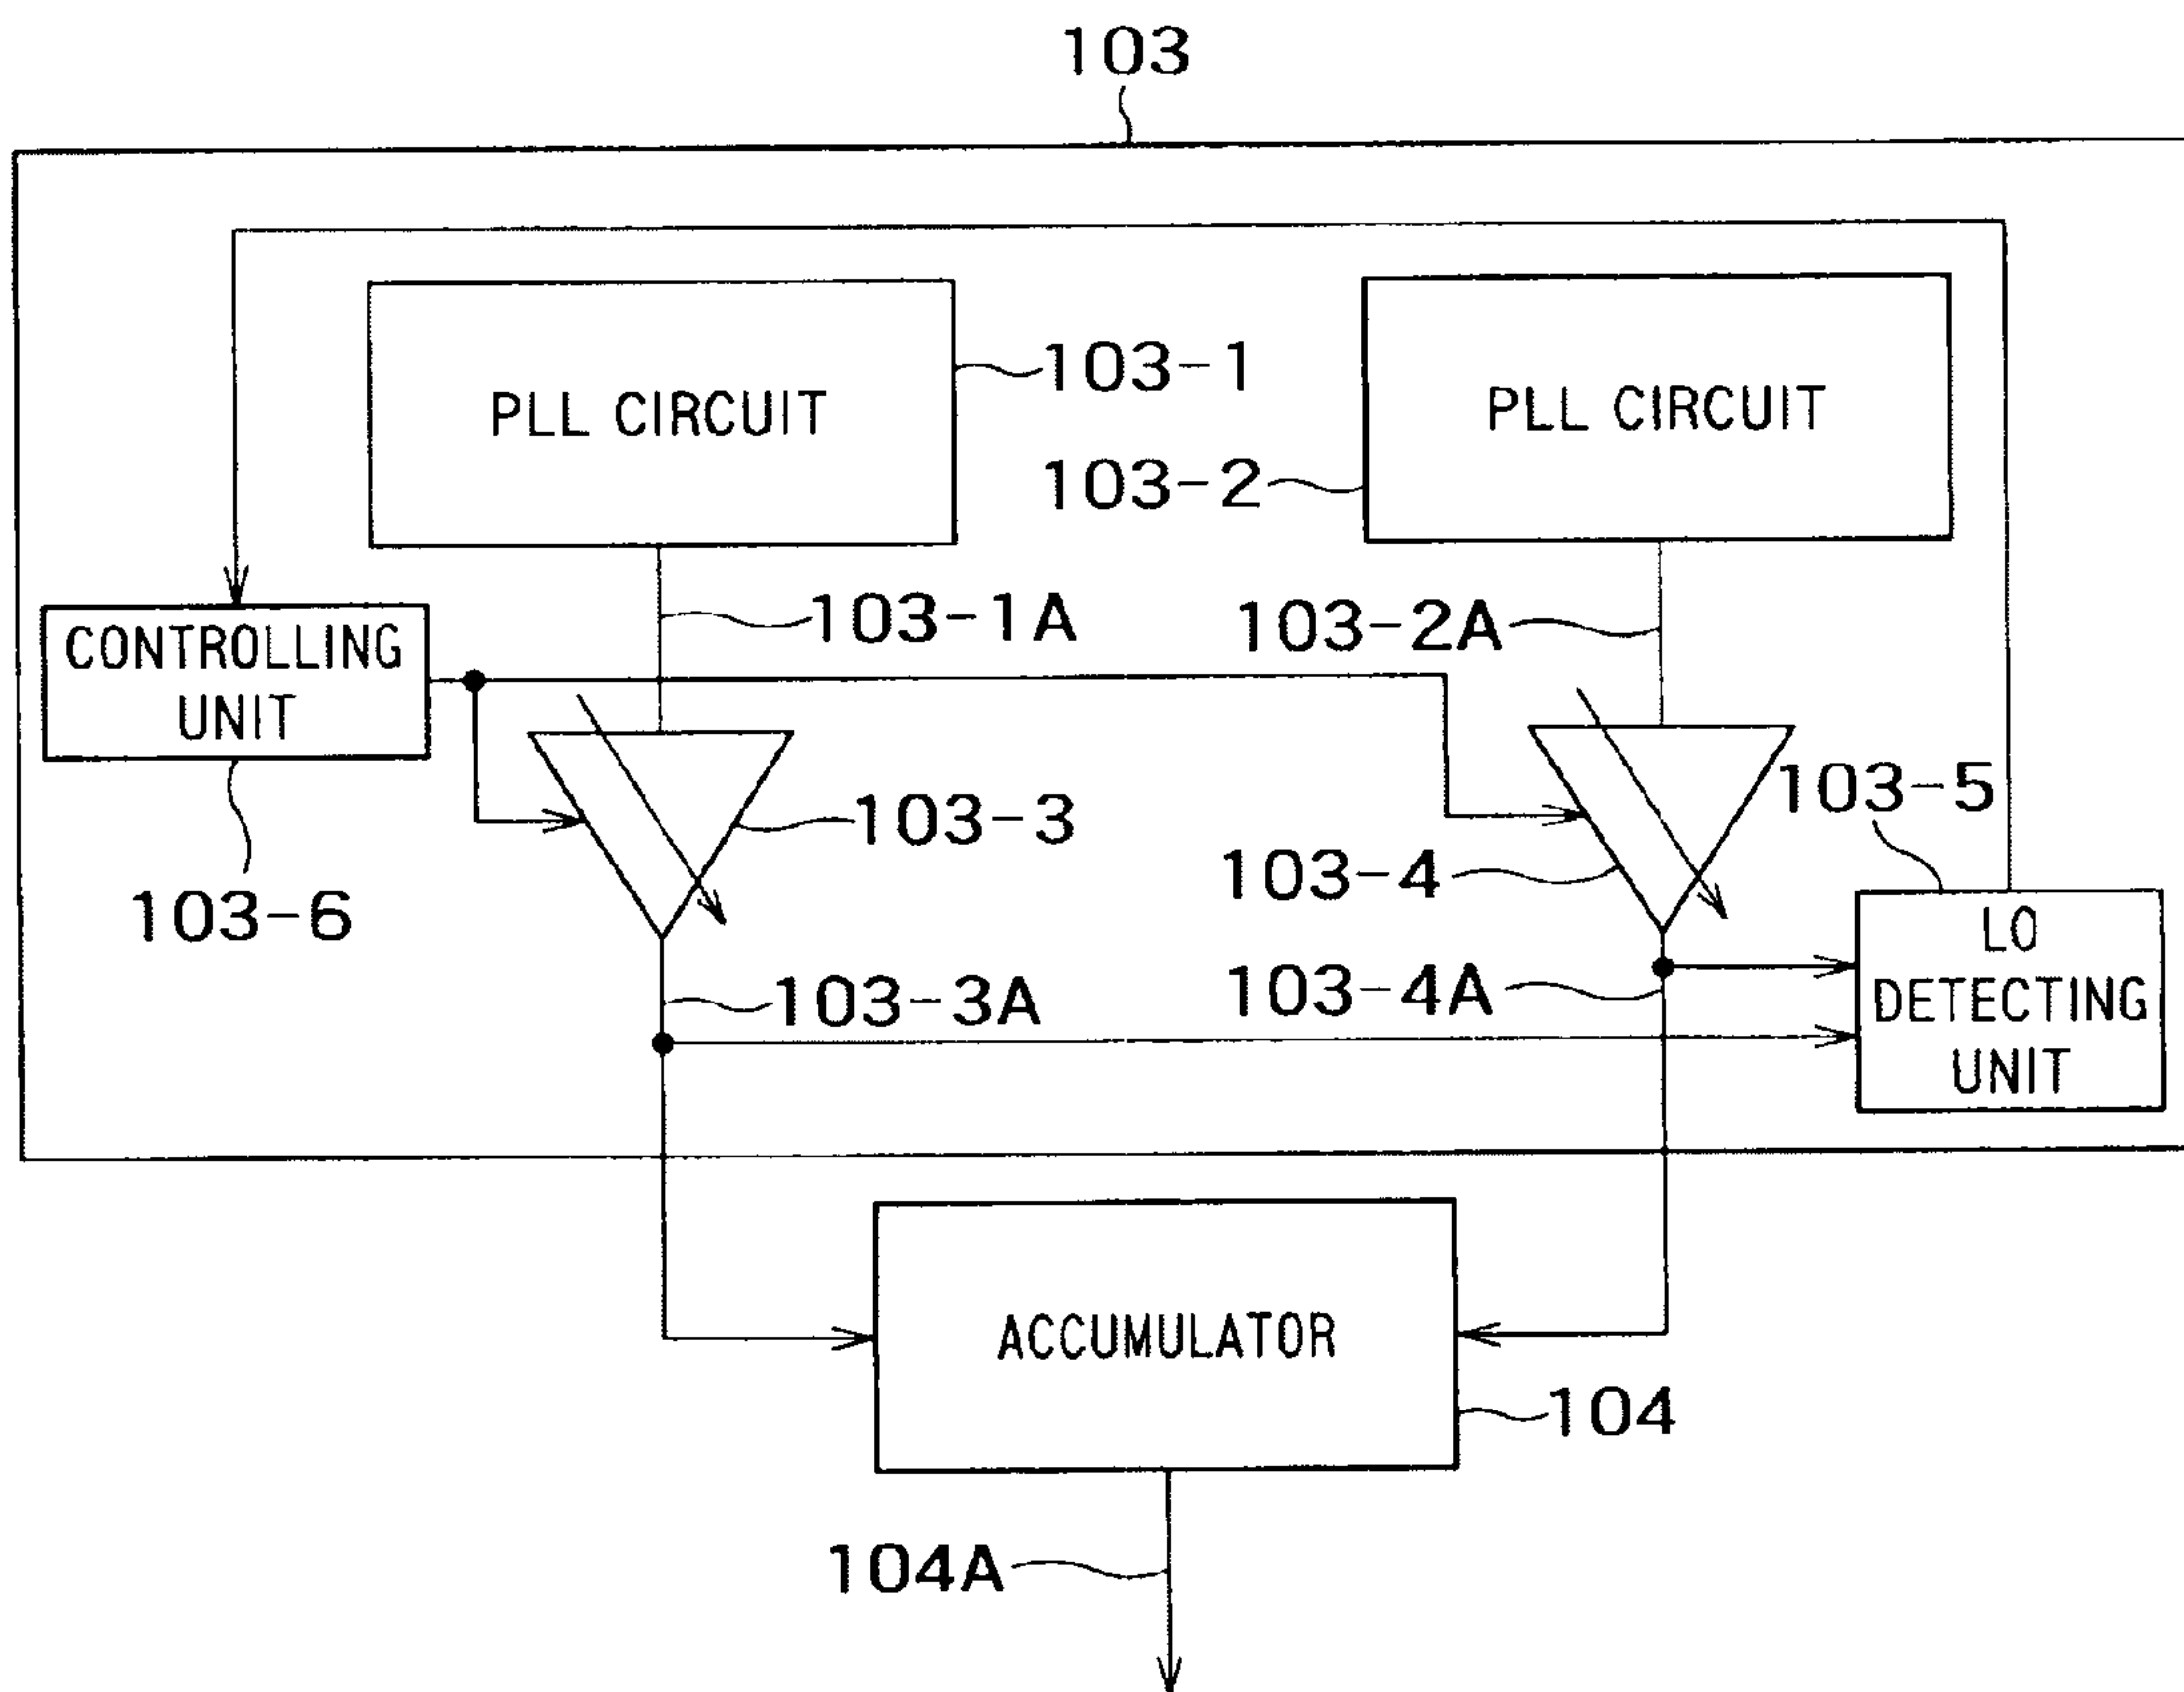 103
PLL CIRCUIT
103-1
PLL CIRCUIT
103-2
103-1A
103-2A
CONTROLLING
UNIT
103-3
103-5
103-4
103-6
LO
DETECTING
UNIT
103-3A
103-4A
ACCUMULATOR
104
104A